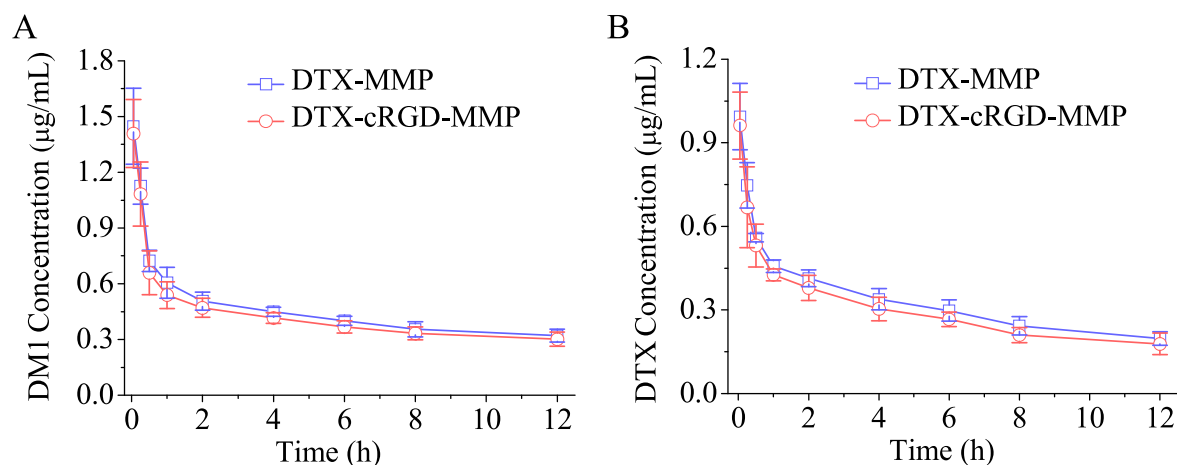 A
DM1 Concentration (μg/mL)
1.8
1.5
1.2
0.9
0.6
0.3
0.0
DTX-MMP
DTX-cRGD-MMP
0 2 4 6 8 10 12
Time (h)
B
DTX Concentration (μg/mL)
1.2
0.9
0.6
0.3
0.0
DTX-MMP
DTX-cRGD-MMP
0 2 4 6 8 10 12
Time (h)